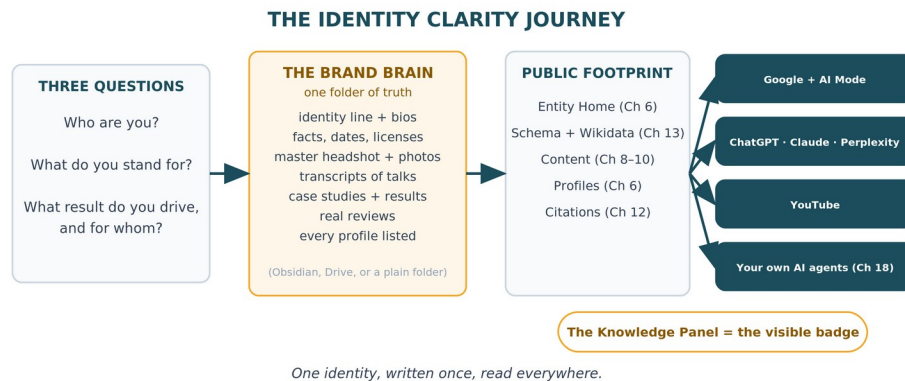 THE IDENTITY CLARITY JOURNEY
THREE QUESTIONS
Who are you?
What do you stand for?
What result do you drive,
and for whom?
THE BRAND BRAIN
one folder of truth
identity line + bios
facts, dates, licenses
master headshot + photos
transcripts of talks
case studies + results
real reviews
every profile listed
(Obsidian, Drive, or a plain folder)
PUBLIC FOOTPRINT
Entity Home (Ch 6)
Schema + Wikidata (Ch 13)
Content (Ch 8–10)
Profiles (Ch 6)
Citations (Ch 12)
Google + AI Mode
ChatGPT · Claude · Perplexity
YouTube
Your own AI agents (Ch 18)
The Knowledge Panel = the visible badge
One identity, written once, read everywhere.